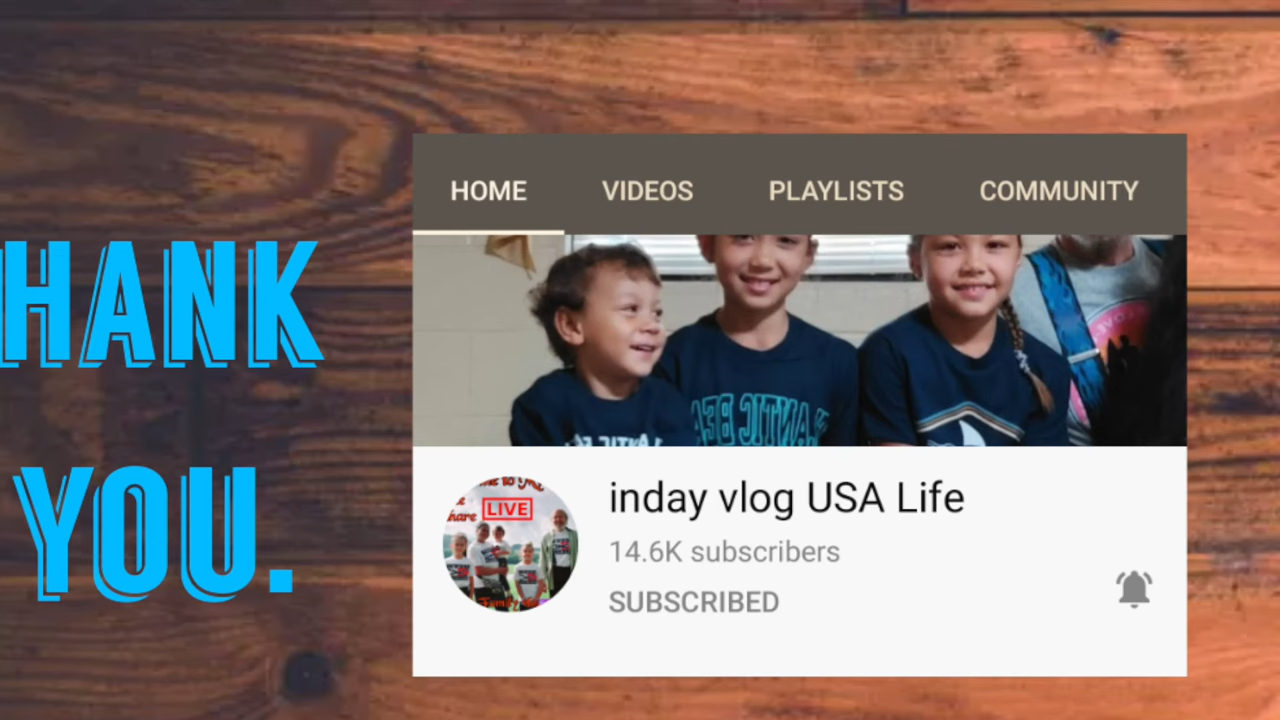 HANK
YOU.
HOME VIDEOS PLAYLISTS COMMUNITY
inday vlog USA Life
14.6K subscribers
SUBSCRIBED
LIVE